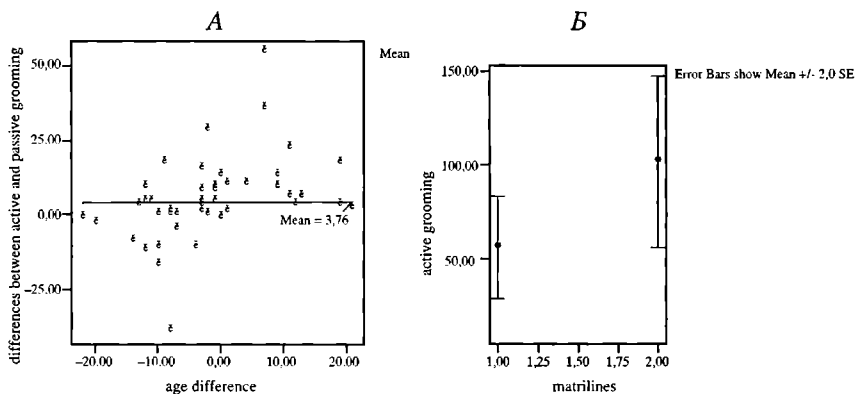 А
Б
Mean
50,00
25.00
0,00
−25.00
differences between active and passive grooming
Mean = 3,76
−20.00
−10.00
0,00
10,00
20.00
age difference
Error Bars show Mean +/- 2,0 SE
150,00
100,00
50,00
active grooming
1,00
1,25
1,50
1,75
2,00
matrilines